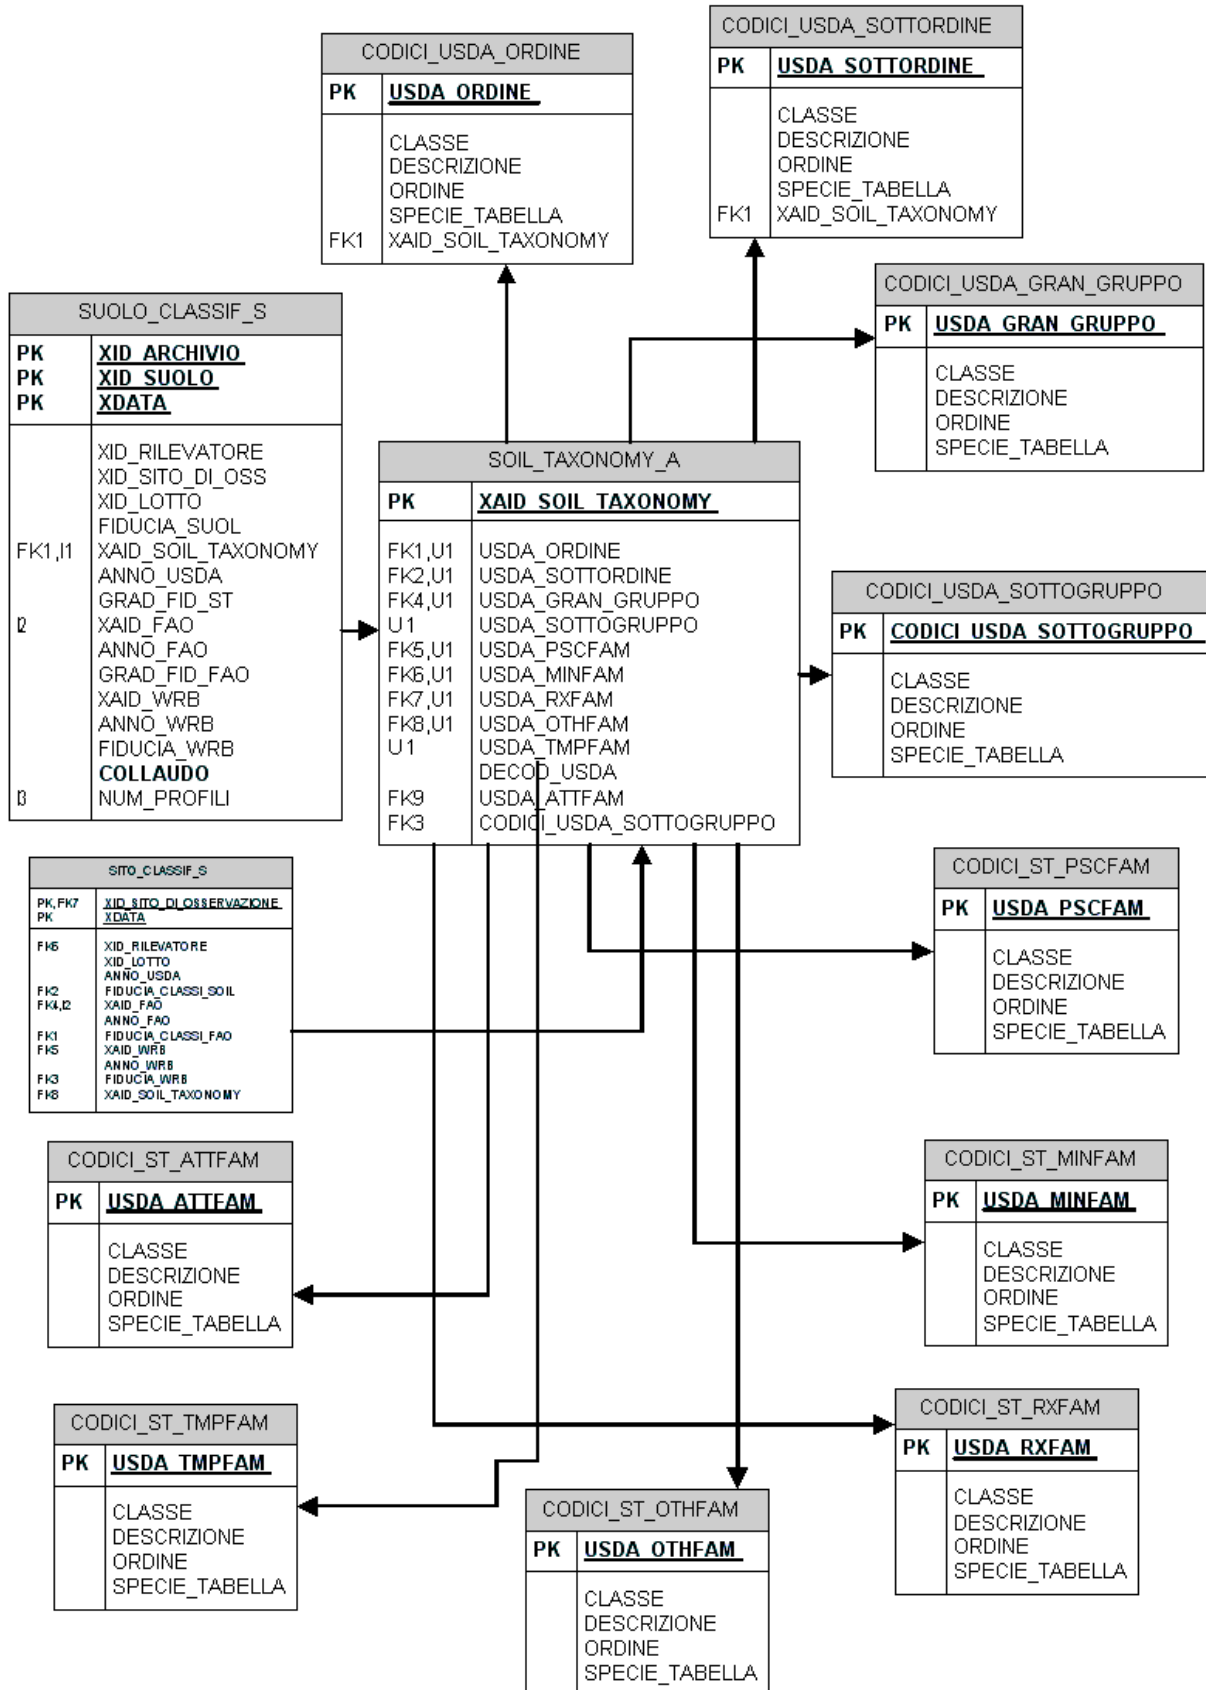 CODICI_USDA_ORDINE
PK USDA_ORDINE
CLASSE
DESCRIZIONE
ORDINE
SPECIE_TABELLA
FK1 XAID_SOIL_TAXONOMY
CODICI_USDA_SOTTORDINE
PK USDA_SOTTORDINE
CLASSE
DESCRIZIONE
ORDINE
SPECIE_TABELLA
FK1 XAID_SOIL_TAXONOMY
CODICI_USDA_GRAN_GRUPPO
PK USDA_GRAN_GRUPPO
CLASSE
DESCRIZIONE
ORDINE
SPECIE_TABELLA
SUOLO_CLASSIF_S
PK XID_ARCHIVIO
PK XID_SUOLO
PK XDATA
XID_RILEVATORE
XID_SITO_DI_OSS
XID_LOTTO
FIDUCIA_SUOL
FK1,I1 XAID_SOIL_TAXONOMY
ANNO_USDA
GRAD_FID_ST
I2 XAID_FAO
ANNO_FAO
GRAD_FID_FAO
XAID_WRB
ANNO_WRB
FIDUCIA_WRB
COLLAUDO
I3 NUM_PROFILI
SOIL_TAXONOMY_A
PK XAID_SOIL_TAXONOMY
FK1,U1 USDA_ORDINE
FK2,U1 USDA_SOTTORDINE
FK4,U1 USDA_GRAN_GRUPPO
U1 USDA_SOTTOGRUPPO
FK5,U1 USDA_PSCFAM
FK6,U1 USDA_MINFAM
FK7,U1 USDA_RXFAM
FK8,U1 USDA_OTHFAM
U1 USDA_TMPFAM
DECOD_USDA
FK9 USDA_ATTFAM
FK3 CODICI_USDA_SOTTOGRUPPO
CODICI_USDA_SOTTOGRUPPO
PK CODICI_USDA_SOTTOGRUPPO
CLASSE
DESCRIZIONE
ORDINE
SPECIE_TABELLA
SITO_CLASSIF_S
PK,FK7 XID_SITO_DI_OSSERVAZIONE
PK XDATA
FK6 XID_RILEVATORE
XID_LOTTO
ANNO_USDA
FK2 FIDUCIA_CLASSI_SOIL
FK4,I2 XAID_FAO
ANNO_FAO
FK1 FIDUCIA_CLASSI_FAO
FK5 XAID_WRB
ANNO_WRB
FK3 FIDUCIA_WRB
FK8 XAID_SOIL_TAXONOMY
CODICI_ST_PSCFAM
PK USDA_PSCFAM
CLASSE
DESCRIZIONE
ORDINE
SPECIE_TABELLA
CODICI_ST_ATTFAM
PK USDA_ATTFAM
CLASSE
DESCRIZIONE
ORDINE
SPECIE_TABELLA
CODICI_ST_MINFAM
PK USDA_MINFAM
CLASSE
DESCRIZIONE
ORDINE
SPECIE_TABELLA
CODICI_ST_TMPFAM
PK USDA_TMPFAM
CLASSE
DESCRIZIONE
ORDINE
SPECIE_TABELLA
CODICI_ST_OTHFAM
PK USDA_OTHFAM
CLASSE
DESCRIZIONE
ORDINE
SPECIE_TABELLA
CODICI_ST_RXFAM
PK USDA_RXFAM
CLASSE
DESCRIZIONE
ORDINE
SPECIE_TABELLA